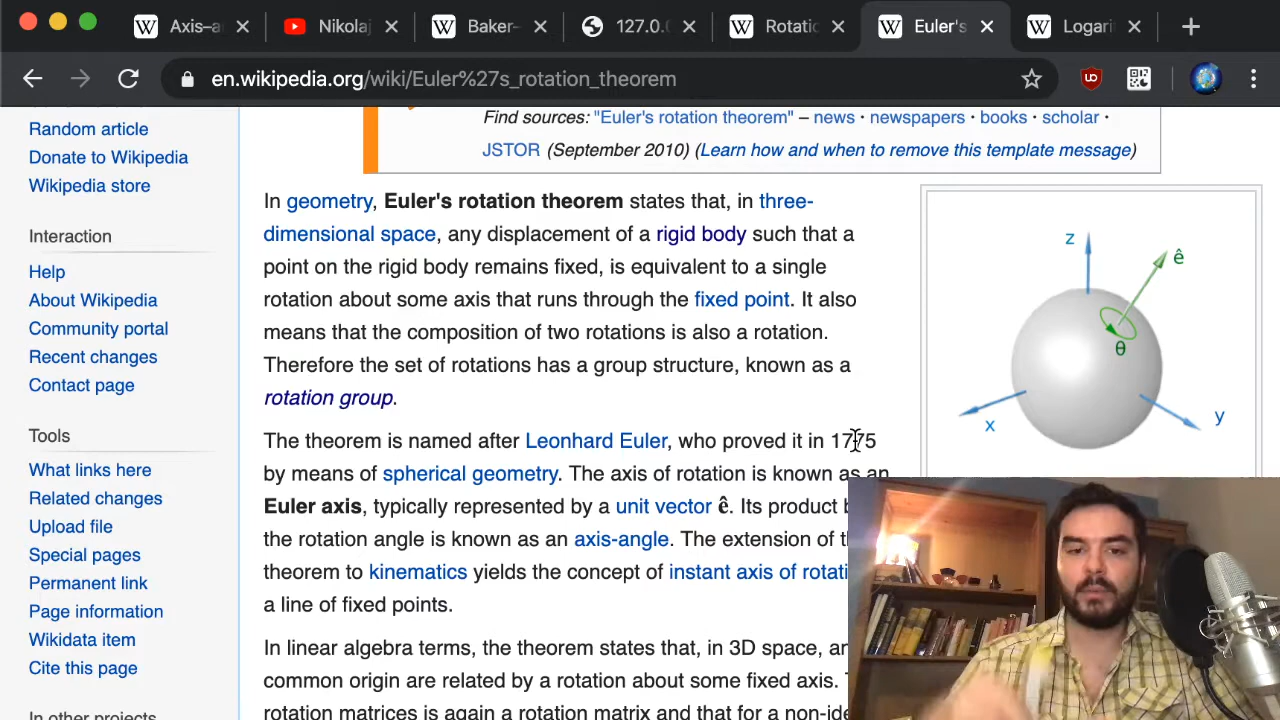 Axis–a
Nikolaj
Baker–
127.0.
Rotatio
Euler's
Logari
en.wikipedia.org/wiki/Euler%27s_rotation_theorem
Find sources: "Euler's rotation theorem" – news · newspapers · books · scholar ·
JSTOR (September 2010) (Learn how and when to remove this template message)
Random article
Donate to Wikipedia
Wikipedia store
Interaction
Help
About Wikipedia
Community portal
Recent changes
Contact page
Tools
What links here
Related changes
Upload file
Special pages
Permanent link
Page information
Wikidata item
Cite this page
In other projects
In geometry, Euler's rotation theorem states that, in three-
dimensional space, any displacement of a rigid body such that a
point on the rigid body remains fixed, is equivalent to a single
rotation about some axis that runs through the fixed point. It also
means that the composition of two rotations is also a rotation.
Therefore the set of rotations has a group structure, known as a
rotation group.
The theorem is named after Leonhard Euler, who proved it in 1775
by means of spherical geometry. The axis of rotation is known as an
Euler axis, typically represented by a unit vector ê. Its product b
the rotation angle is known as an axis-angle. The extension of t
theorem to kinematics yields the concept of instant axis of rotati
a line of fixed points.
In linear algebra terms, the theorem states that, in 3D space, an
common origin are related by a rotation about some fixed axis. T
rotation matrices is again a rotation matrix and that for a non-ide
z
ê
θ
x
y